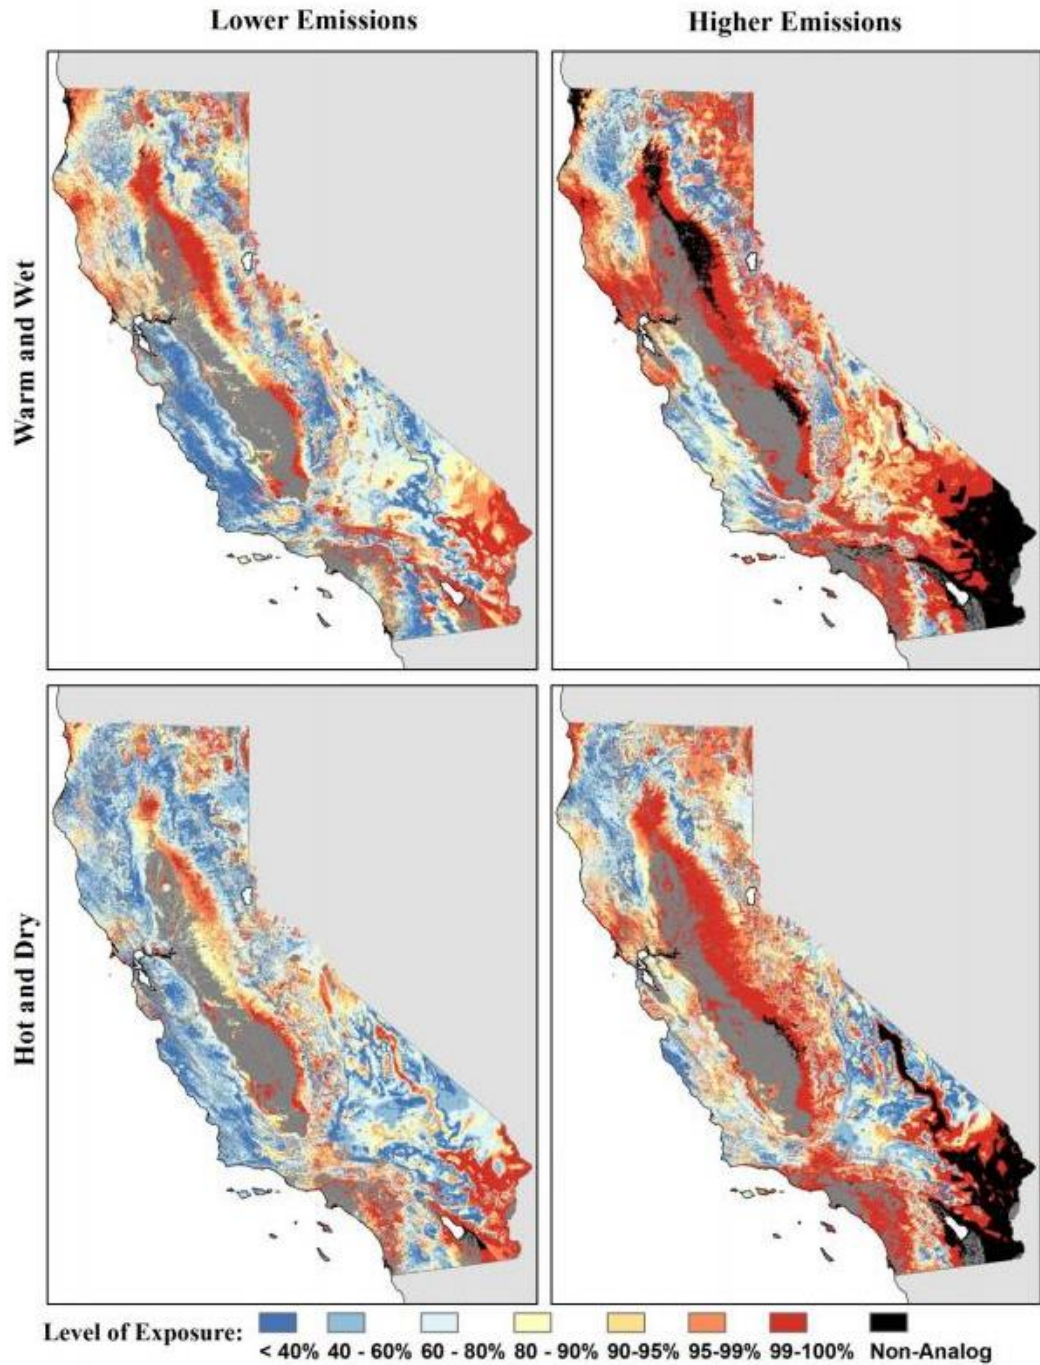 Lower Emissions
Higher Emissions
Warm and Wet
Hot and Dry
Level of Exposure:
< 40% 40 - 60% 60 - 80% 80 - 90% 90-95% 95-99% 99-100% Non-Analog